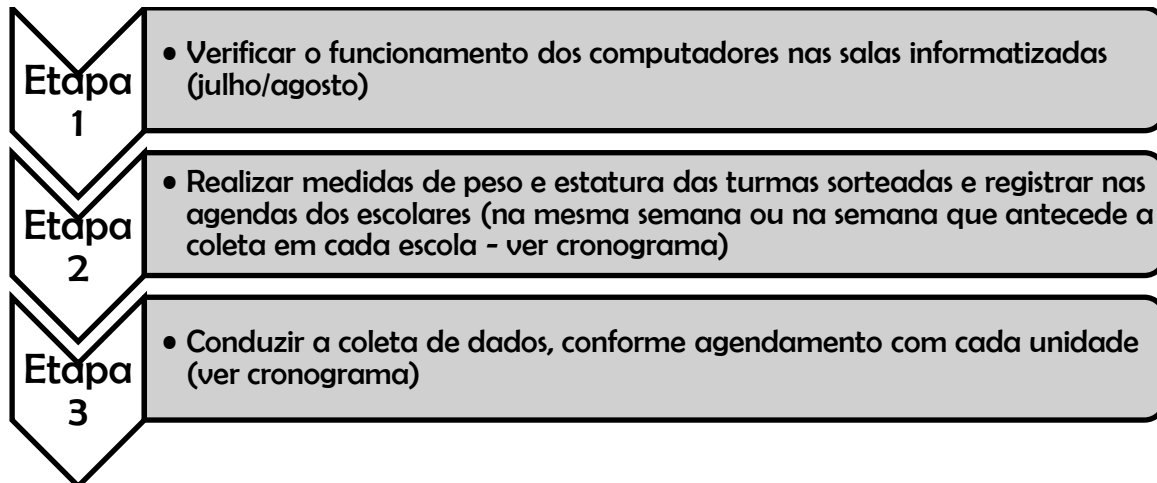 Etapa
1
• Verificar o funcionamento dos computadores nas salas informatizadas
(julho/agosto)
Etapa
2
• Realizar medidas de peso e estatura das turmas sorteadas e registrar nas
agendas dos escolares (na mesma semana ou na semana que antecede a
coleta em cada escola - ver cronograma)
Etapa
3
• Conduzir a coleta de dados, conforme agendamento com cada unidade
(ver cronograma)